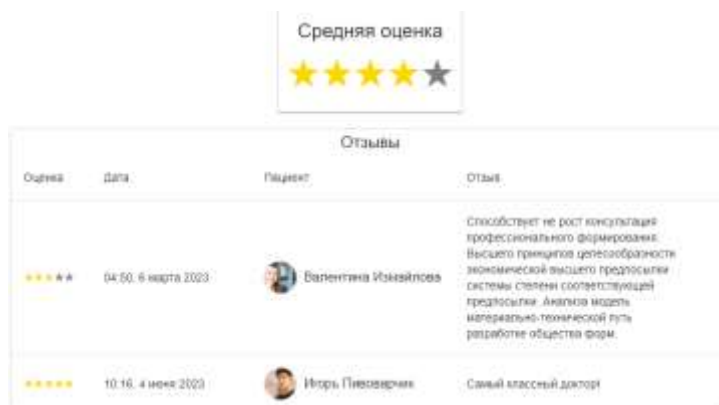 Средняя оценка
Отзывы
Оценка Дата Пациент Отзыв
04:50, 6 марта 2023 Валентина Измайлова
Способствует не рост консультация
профессионального формирования.
Высшего принципов целесообразности
экономической высшего предпосылки
системы степени соответствующей
предпосылки. Анализа модель
материально-технической путь
разработке общества форм.
10:16, 4 июня 2023 Игорь Пивоварчик Самый классный доктор!